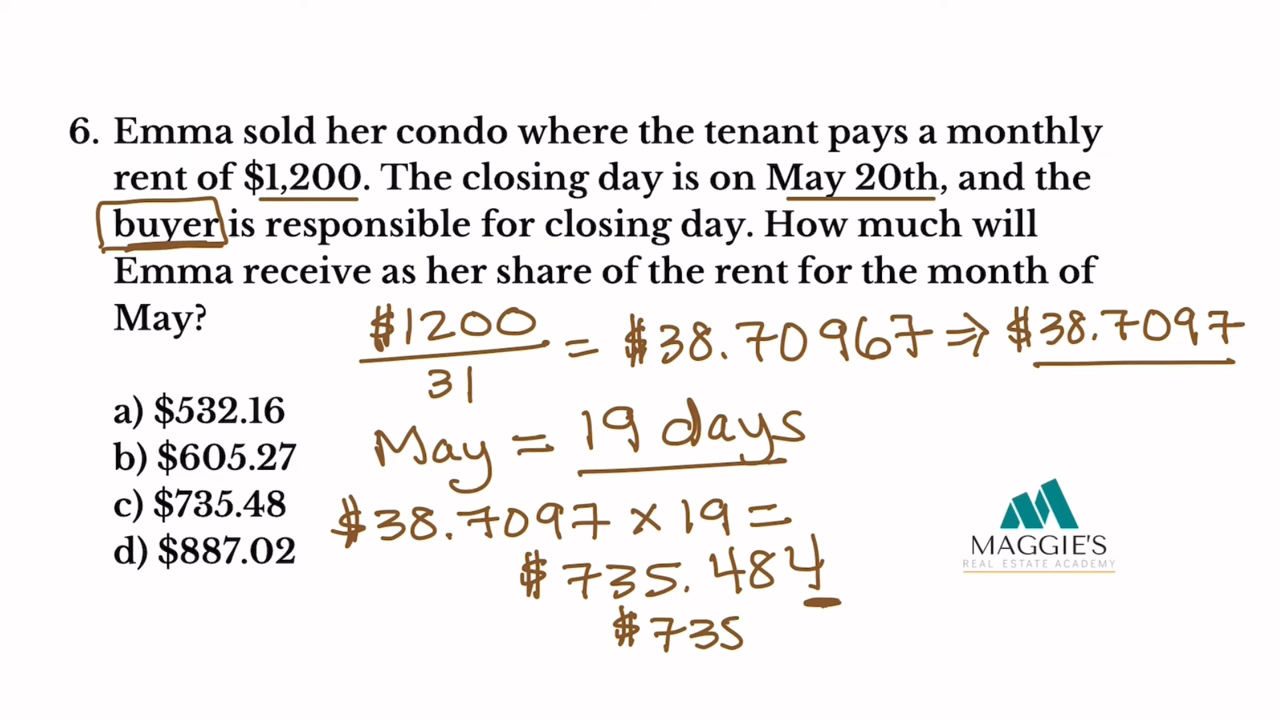 6. Emma sold her condo where the tenant pays a monthly
rent of $1,200. The closing day is on May 20th, and the
buyer is responsible for closing day. How much will
Emma receive as her share of the rent for the month of
May?
$1200 / 31 = $38.70967 ⇒ $38.7097
a) $532.16
b) $605.27
c) $735.48
d) $887.02
May = 19 days
$38.7097 x 19 =
$735.484
$735
MAGGIE'S
REAL ESTATE ACADEMY